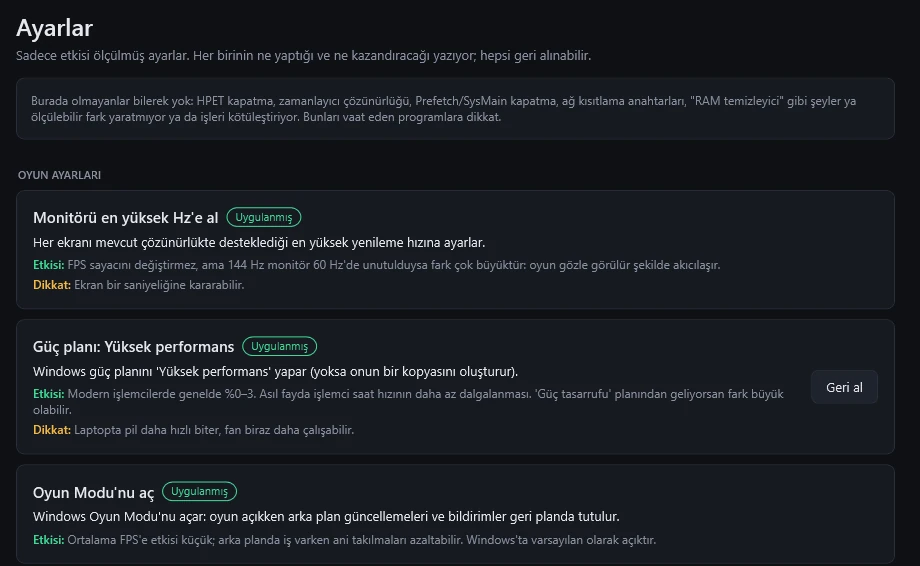 Ayarlar
Sadece etkisi ölçülmüş ayarlar. Her birinin ne yaptığı ve ne kazandıracağı yazıyor; hepsi geri alınabilir.
Burada olmayanlar bilerek yok: HPET kapatma, zamanlayıcı çözünürlüğü, Prefetch/SysMain kapatma, ağ kısıtlama anahtarları, "RAM temizleyici" gibi şeyler ya
ölçülebilir fark yaratmıyor ya da işleri kötüleştiriyor. Bunları vaat eden programlara dikkat.
OYUN AYARLARI
Monitörü en yüksek Hz'e al Uygulanmış
Her ekranı mevcut çözünürlükte desteklediği en yüksek yenileme hızına ayarlar.
Etkisi: FPS sayacını değiştirmez, ama 144 Hz monitör 60 Hz'de unutulduysa fark çok büyüktür: oyun gözle görülür şekilde akıcılaşır.
Dikkat: Ekran bir saniyeliğine kararabilir.
Güç planı: Yüksek performans Uygulanmış
Windows güç planını 'Yüksek performans' yapar (yoksa onun bir kopyasını oluşturur).
Etkisi: Modern işlemcilerde genelde %0–3. Asıl fayda işlemci saat hızının daha az dalgalanması. 'Güç tasarrufu' planından geliyorsan fark büyük
olabilir.
Dikkat: Laptopta pil daha hızlı biter, fan biraz daha çalışabilir.
Geri al
Oyun Modu'nu aç Uygulanmış
Windows Oyun Modu'nu açar: oyun açıkken arka plan güncellemeleri ve bildirimler geri planda tutulur.
Etkisi: Ortalama FPS'e etkisi küçük; arka planda iş varken ani takılmaları azaltabilir. Windows'ta varsayılan olarak açıktır.